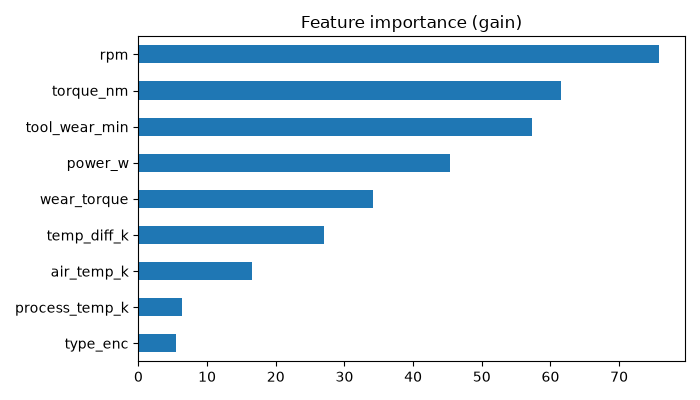 Feature importance (gain)
rpm
torque_nm
tool_wear_min
power_w
wear_torque
temp_diff_k
air_temp_k
process_temp_k
type_enc
0 10 20 30 40 50 60 70